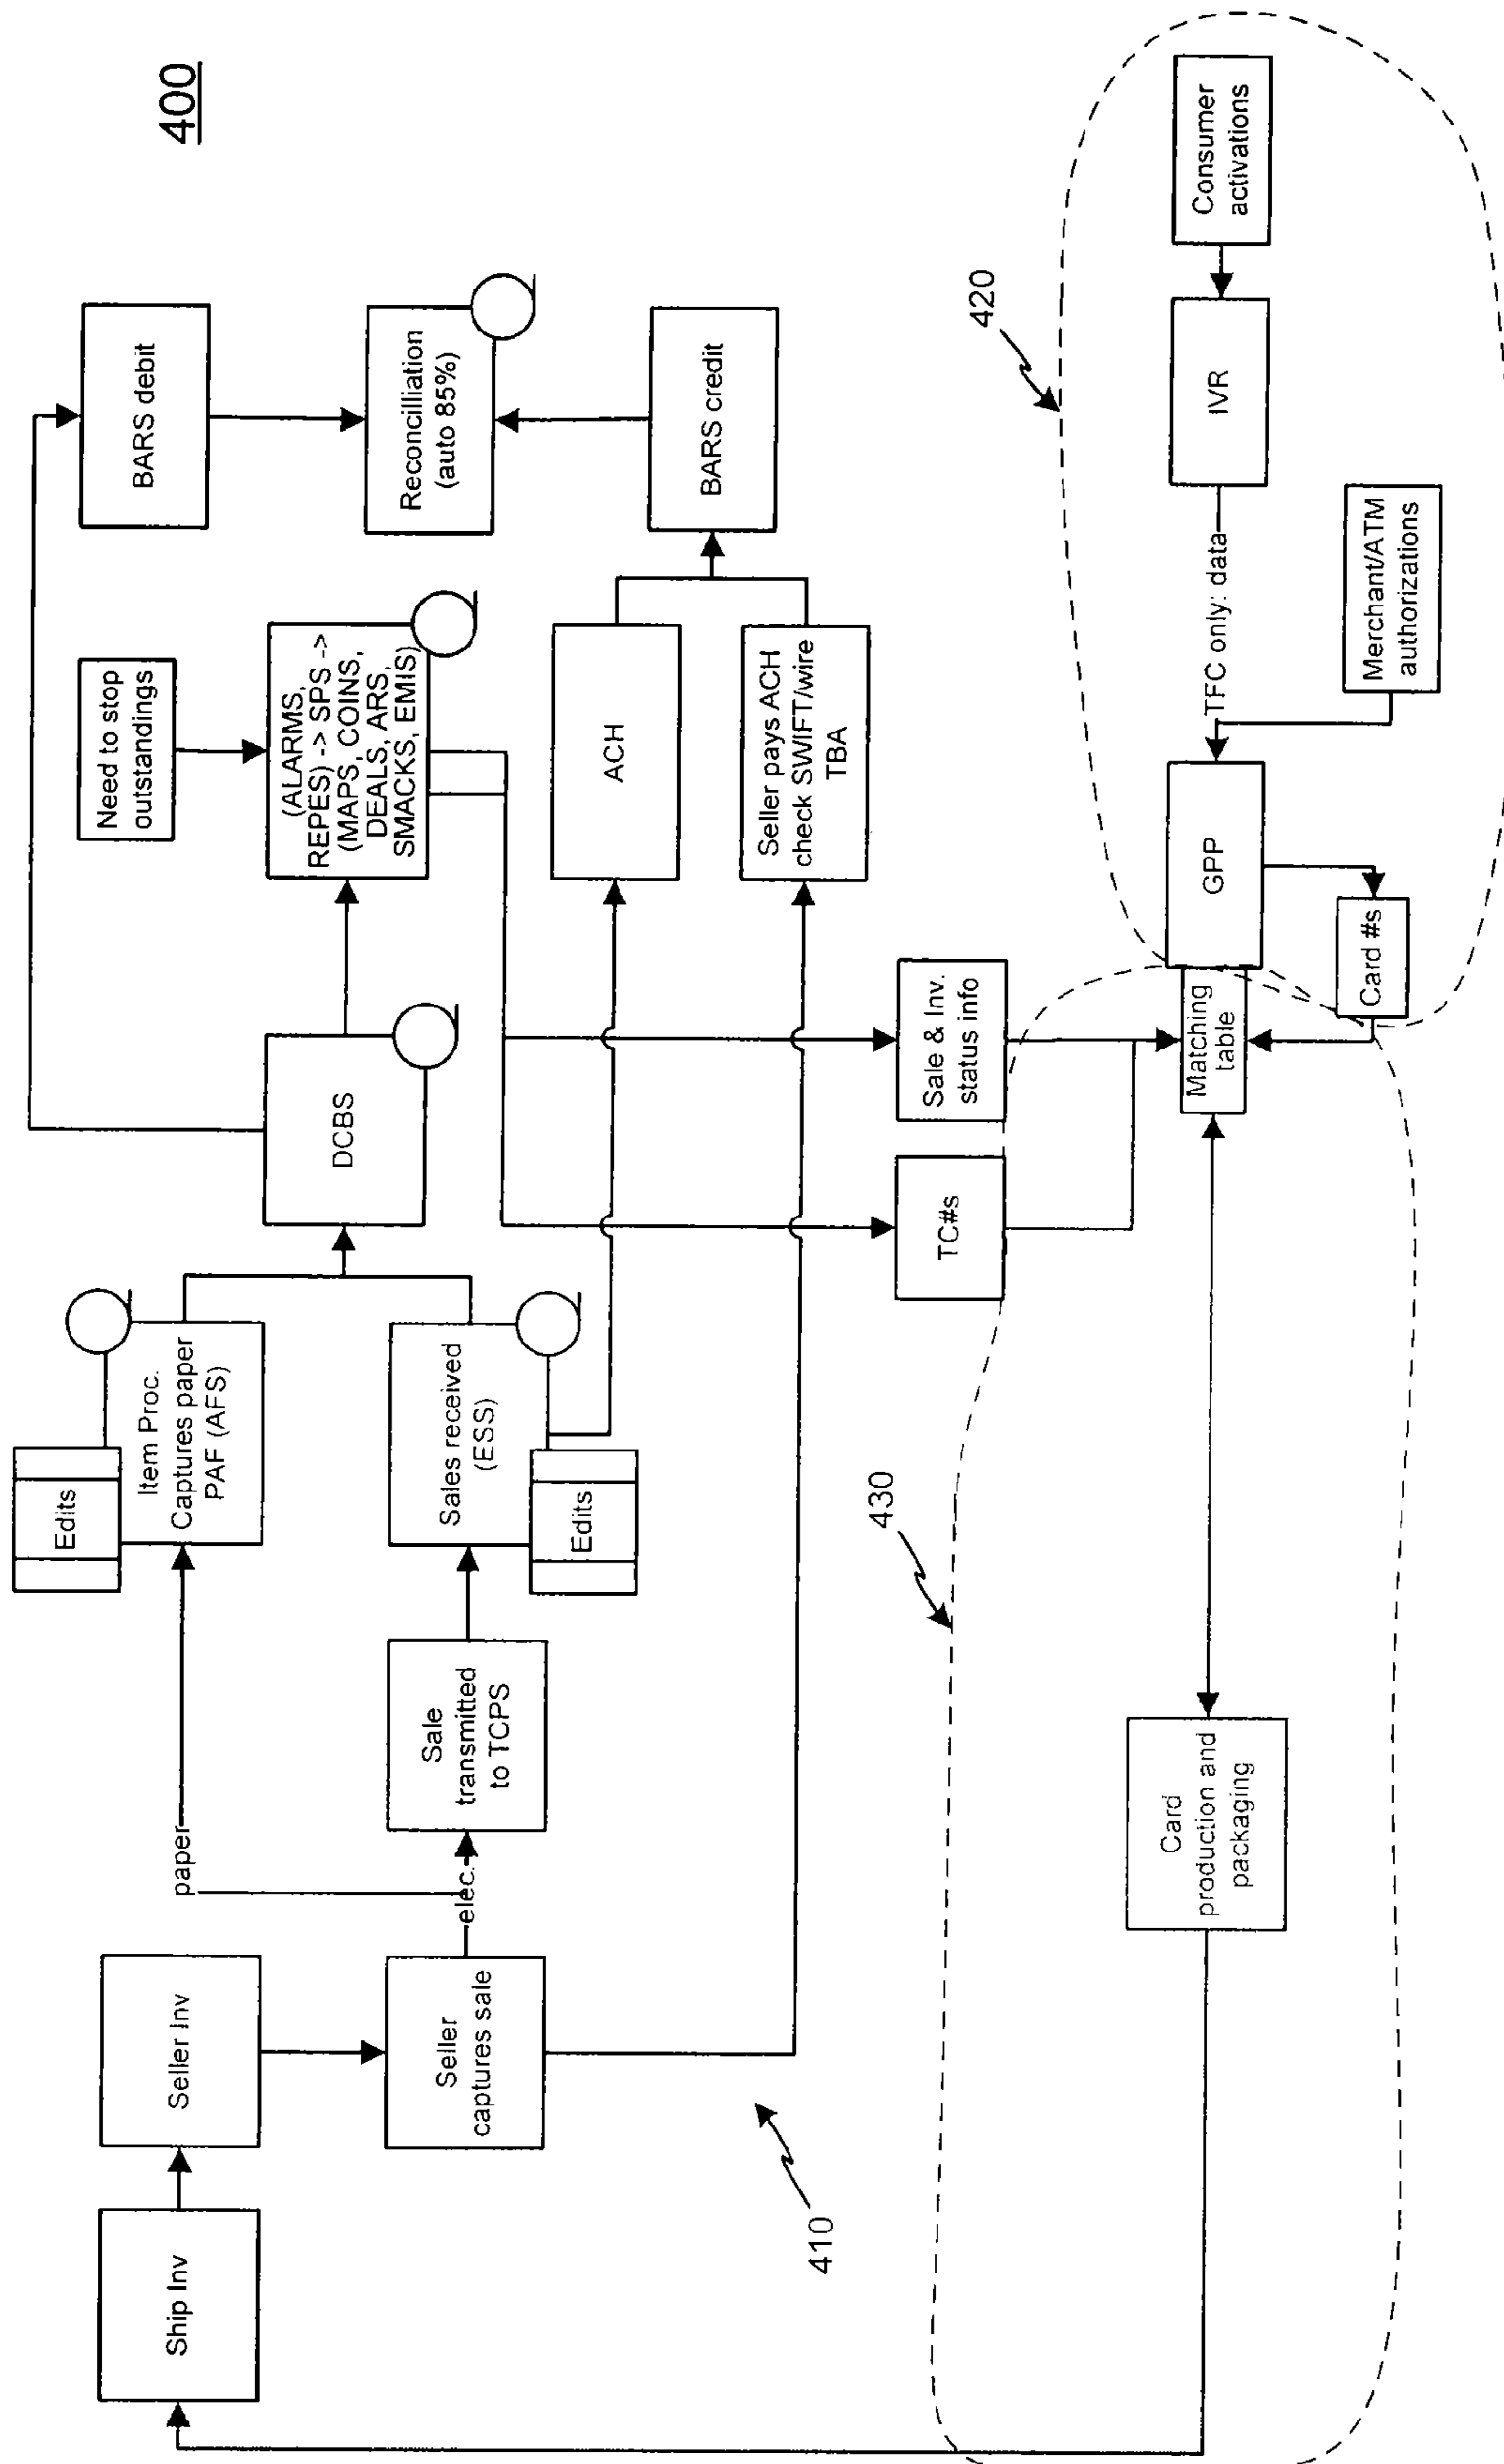 400
Ship Inv
Seller Inv
Seller
captures sale
paper
elec.
Sale
transmitted
to TCPS
Edits
Item Proc.
Captures paper
PAF (AFS)
Sales received
(ESS)
Edits
DCBS
Need to stop
outstandings
(ALARMS,
REPES) -> SPS ->
(MAPS, COINS,
DEALS, ARS,
SMACKS, EMIS)
BARS debit
Reconcilliation
(auto 85%)
BARS credit
ACH
Seller pays ACH
check SWIFT/wire
TBA
410
TC#s
Sale & Inv.
status info
430
Card
production and
packaging
Matching
table
GPP
Card #s
TFC only: data
Merchant/ATM
authorizations
IVR
Consumer
activations
420